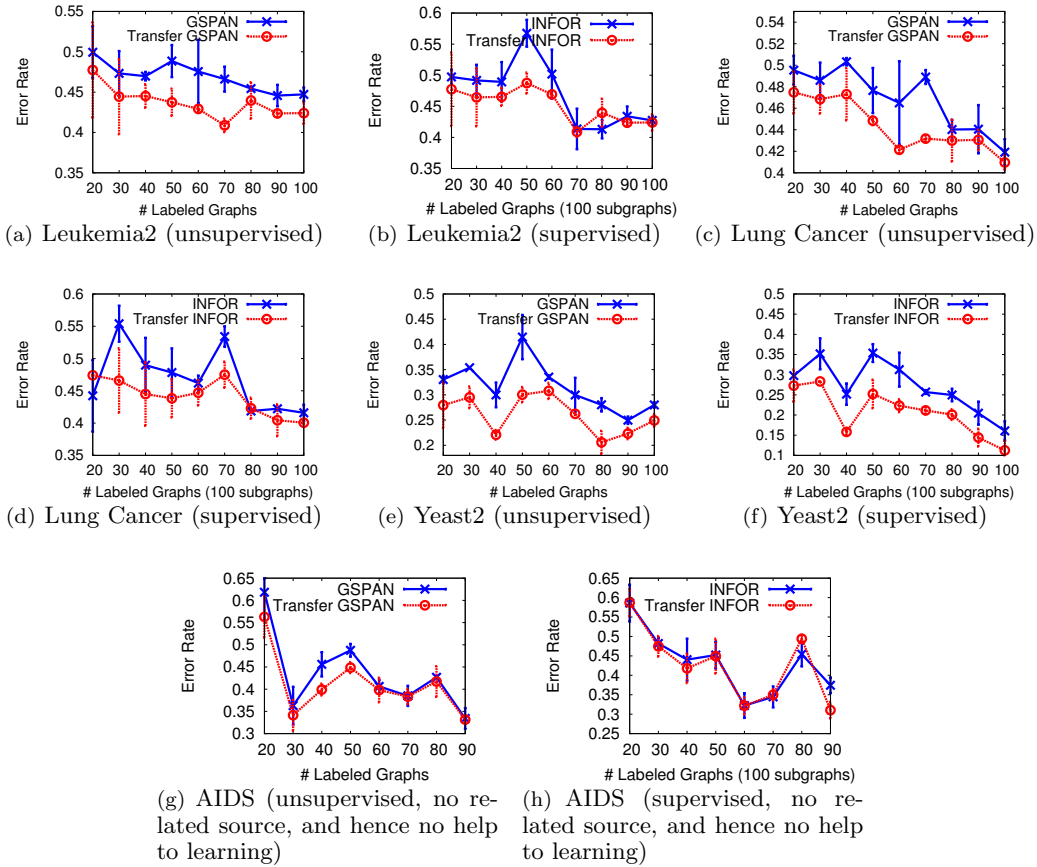 GSPAN
Transfer GSPAN
Error Rate
0.55
0.5
0.45
0.4
0.35
20 30 40 50 60 70 80 90 100
# Labeled Graphs
(a) Leukemia2 (unsupervised)
INFOR
Transfer INFOR
Error Rate
0.6
0.55
0.5
0.45
0.4
0.35
20 30 40 50 60 70 80 90 100
# Labeled Graphs (100 subgraphs)
(b) Leukemia2 (supervised)
GSPAN
Transfer GSPAN
Error Rate
0.54
0.52
0.5
0.48
0.46
0.44
0.42
0.4
20 30 40 50 60 70 80 90 100
# Labeled Graphs
(c) Lung Cancer (unsupervised)
INFOR
Transfer INFOR
Error Rate
0.6
0.55
0.5
0.45
0.4
0.35
20 30 40 50 60 70 80 90 100
# Labeled Graphs (100 subgraphs)
(d) Lung Cancer (supervised)
GSPAN
Transfer GSPAN
Error Rate
0.5
0.45
0.4
0.35
0.3
0.25
0.2
20 30 40 50 60 70 80 90 100
# Labeled Graphs
(e) Yeast2 (unsupervised)
INFOR
Transfer INFOR
Error Rate
0.5
0.45
0.4
0.35
0.3
0.25
0.2
0.15
0.1
20 30 40 50 60 70 80 90 100
# Labeled Graphs (100 subgraphs)
(f) Yeast2 (supervised)
GSPAN
Transfer GSPAN
Error Rate
0.65
0.6
0.55
0.5
0.45
0.4
0.35
0.3
20 30 40 50 60 70 80 90
# Labeled Graphs
(g) AIDS (unsupervised, no re-
lated source, and hence no help
to learning)
INFOR
Transfer INFOR
Error Rate
0.65
0.6
0.55
0.5
0.45
0.4
0.35
0.3
0.25
20 30 40 50 60 70 80 90
# Labeled Graphs (100 subgraphs)
(h) AIDS (supervised, no re-
lated source, and hence no help
to learning)